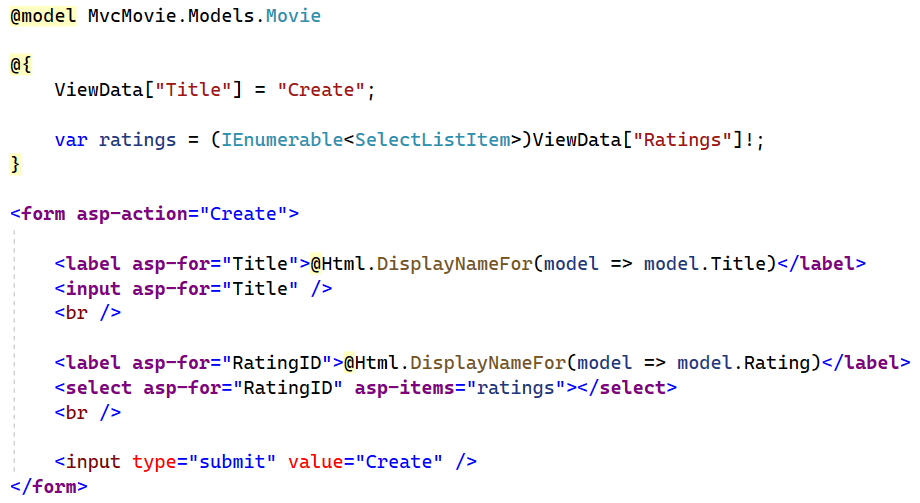 @model MvcMovie.Models.Movie
@{
ViewData["Title"] = "Create";
var ratings = (IEnumerable<SelectListItem>)ViewData["Ratings"]!;
}
<form asp-action="Create">
<label asp-for="Title">@Html.DisplayNameFor(model => model.Title)</label>
<input asp-for="Title" />
<br />
<label asp-for="RatingID">@Html.DisplayNameFor(model => model.Rating)</label>
<select asp-for="RatingID" asp-items="ratings"></select>
<br />
<input type="submit" value="Create" />
</form>